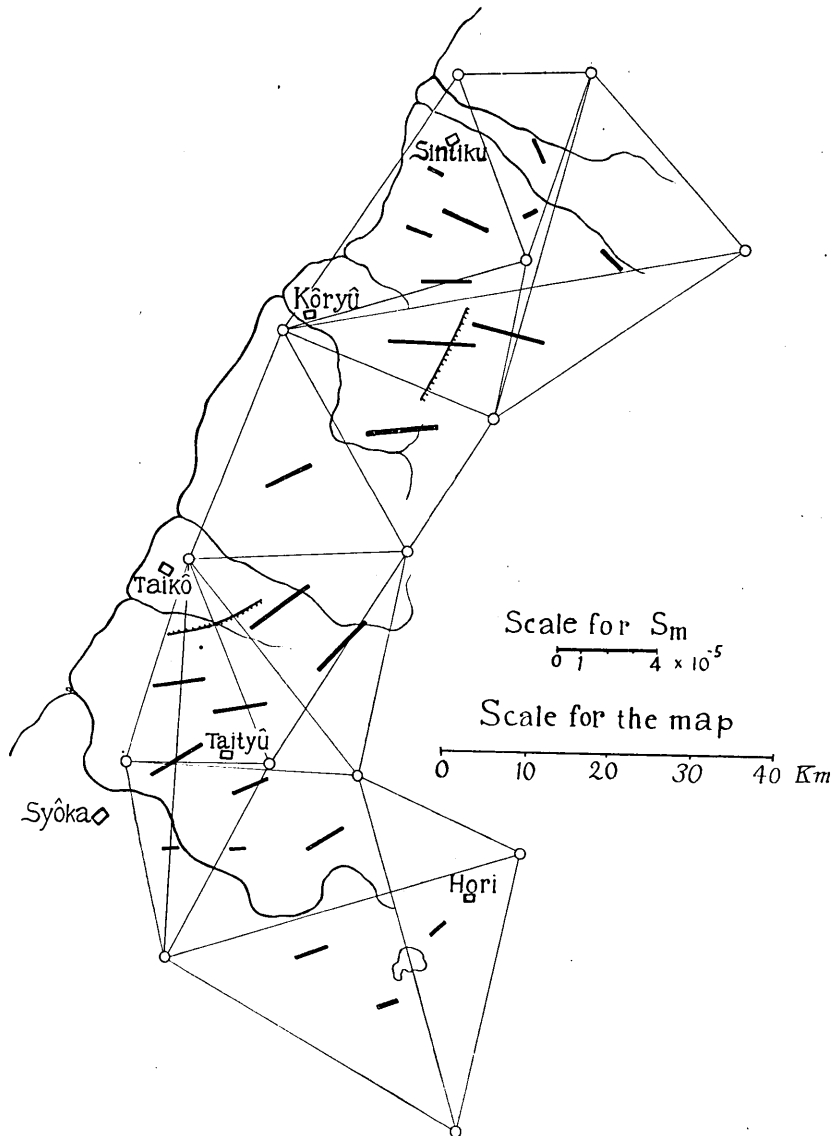 Sintiku
Kôryû
Taikô
Scale for Sm
0 1 4 × 10⁻⁵
Scale for the map
Taityû
0 10 20 30 40 Km
Syôka
Hori